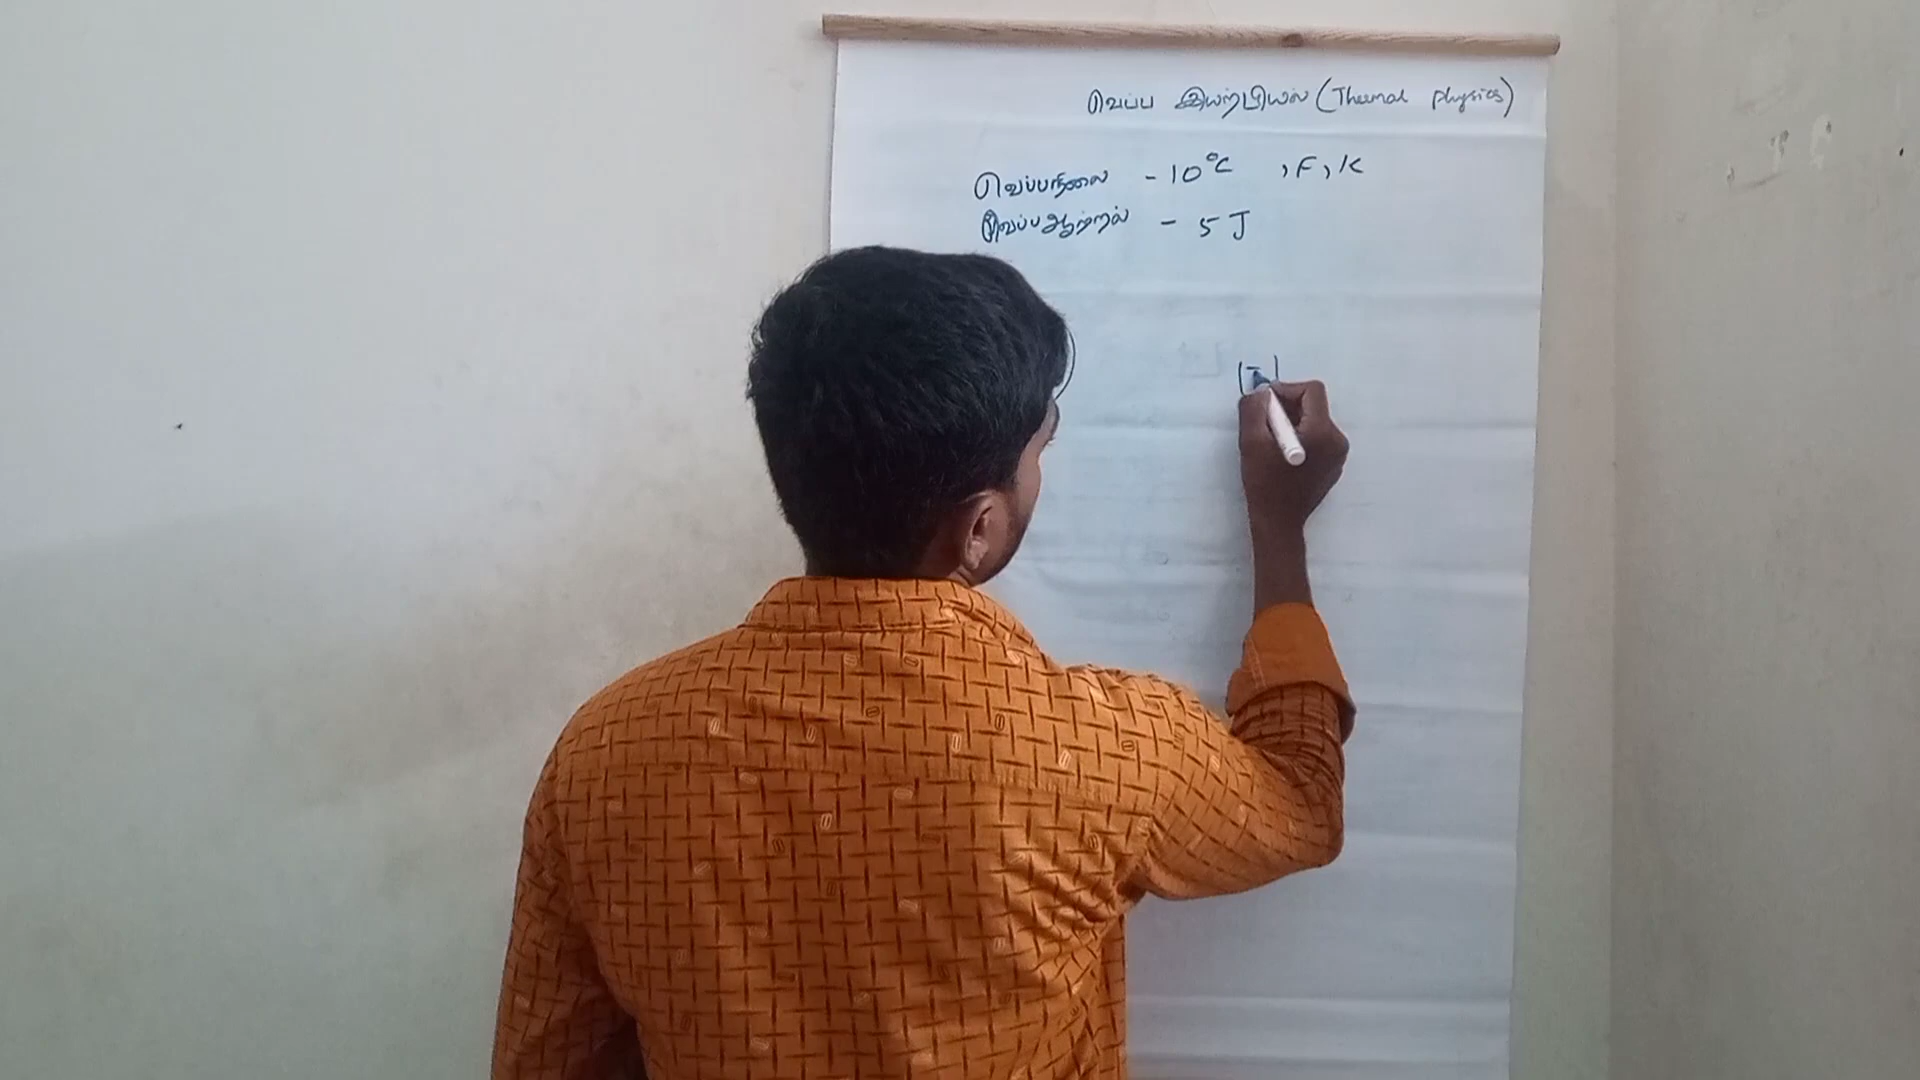 வெப்ப இயற்பியல் (Thermal physics)
வெப்பநிலை - 10°C , F, K
வெப்பஆற்றல் - 5 J